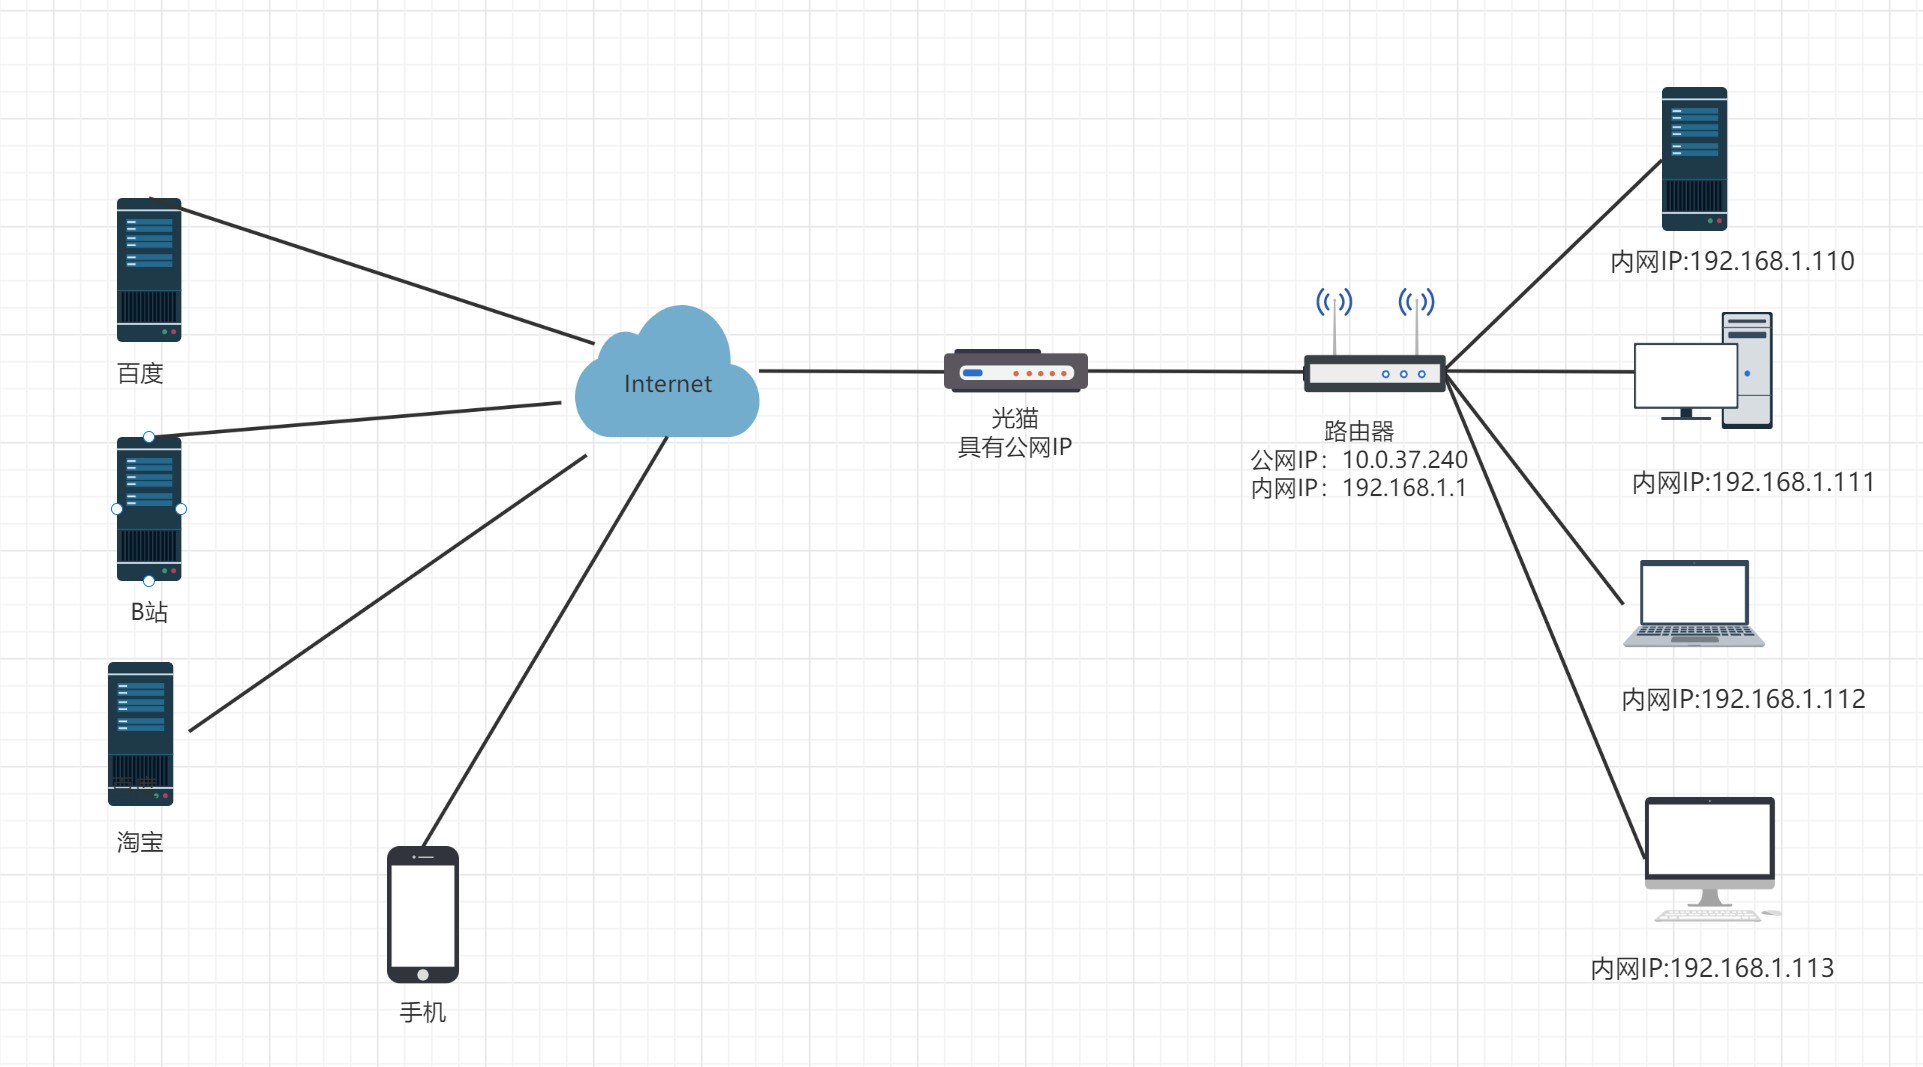 百度
B站
淘宝
手机
Internet
光猫
具有公网IP
路由器
公网IP：10.0.37.240
内网IP：192.168.1.1
内网IP:192.168.1.110
内网IP:192.168.1.111
内网IP:192.168.1.112
内网IP:192.168.1.113